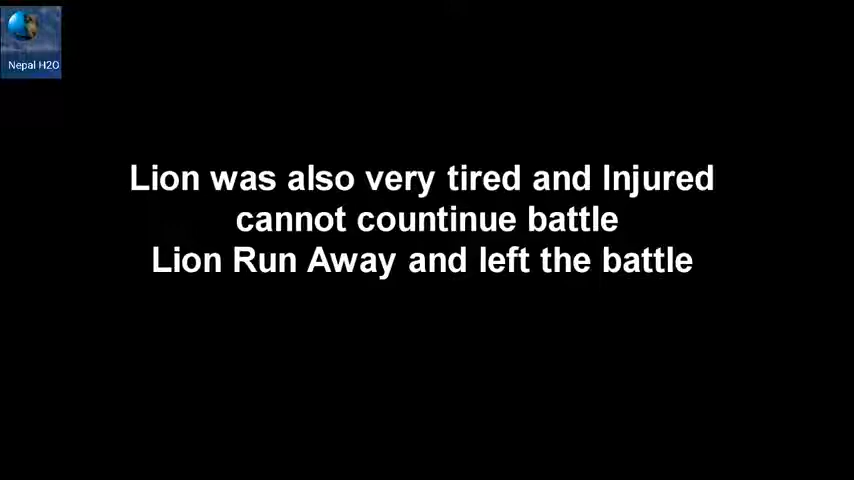 Nepal H2O
Lion was also very tired and Injured
cannot countinue battle
Lion Run Away and left the battle